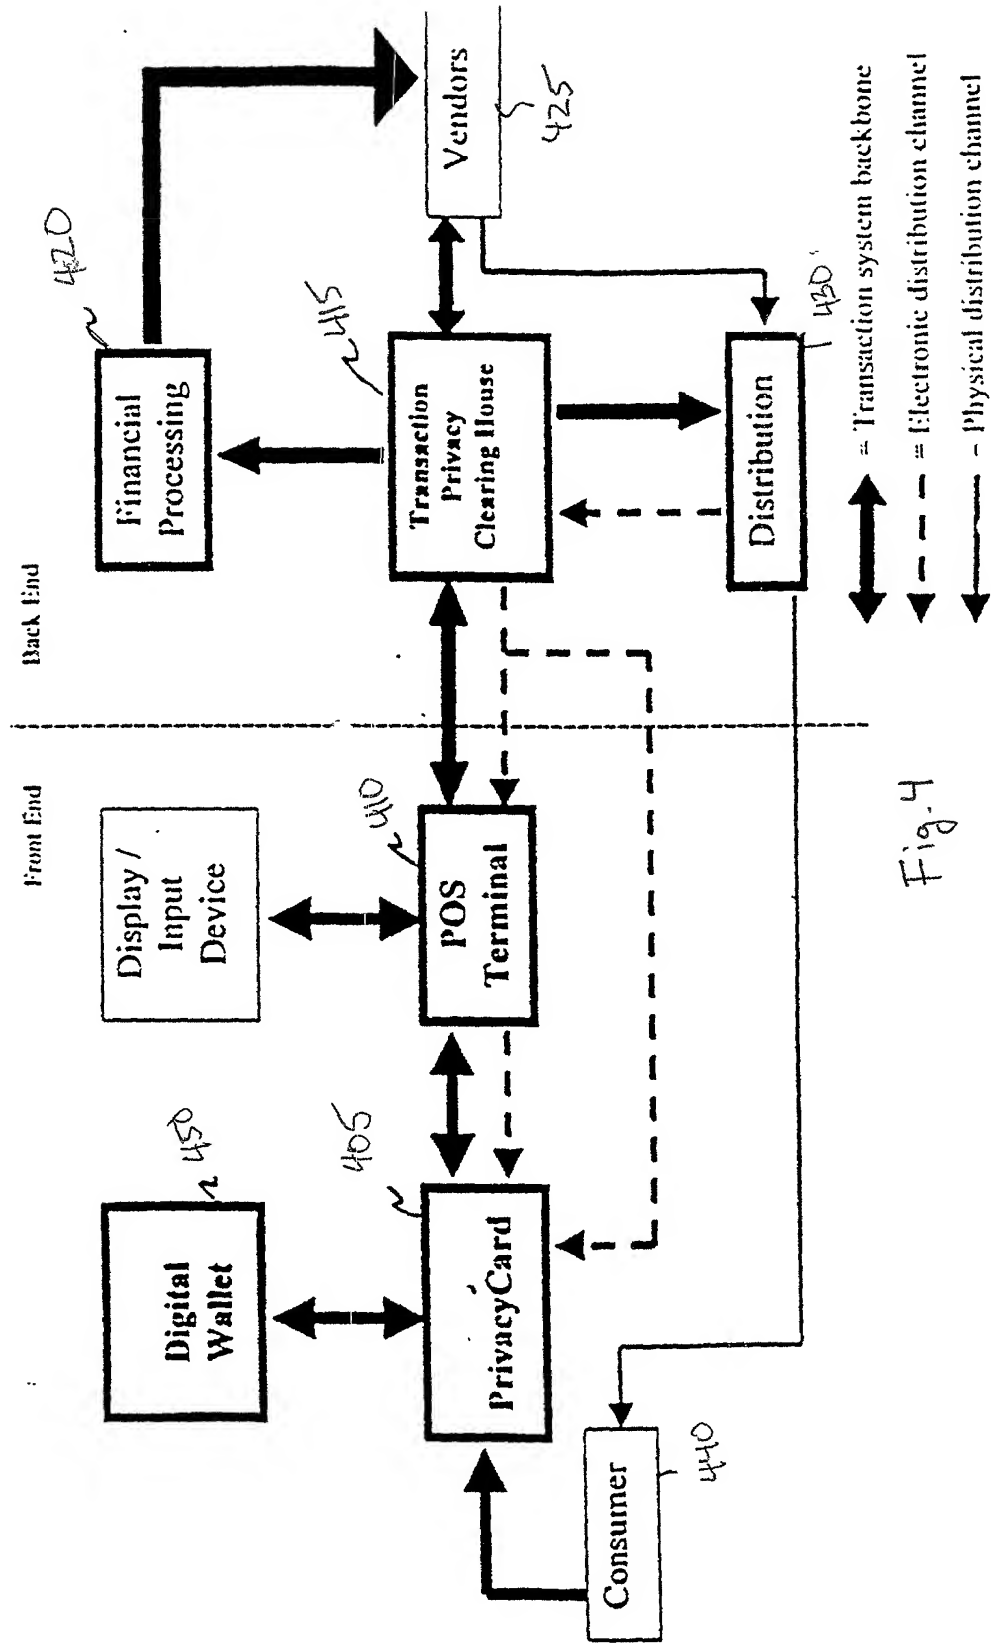 Front End
Back End
Digital
Wallet
450
Display /
Input
Device
Financial
Processing
420
405
PrivacyCard
410
POS
Terminal
415
Transaction
Privacy
Clearing House
Vendors
425
Consumer
440
Distribution
430
= Transaction system backbone
= Electronic distribution channel
– Physical distribution channel
Fig. 4